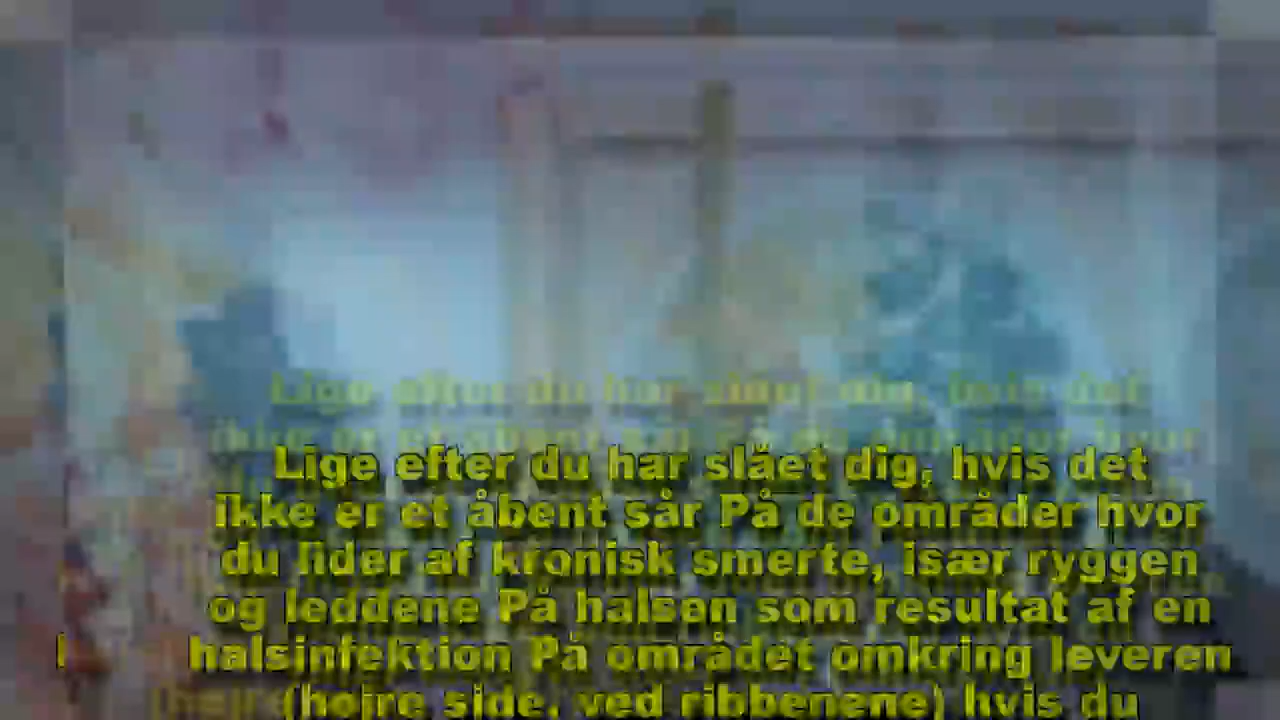 Lige efter du har slået dig, hvis det
ikke er et åbent sår På de områder hvor
du lider af kronisk smerte, især ryggen
og leddene På halsen som resultat af en
halsinfektion På området omkring leveren
(højre side, ved ribbenene) hvis du